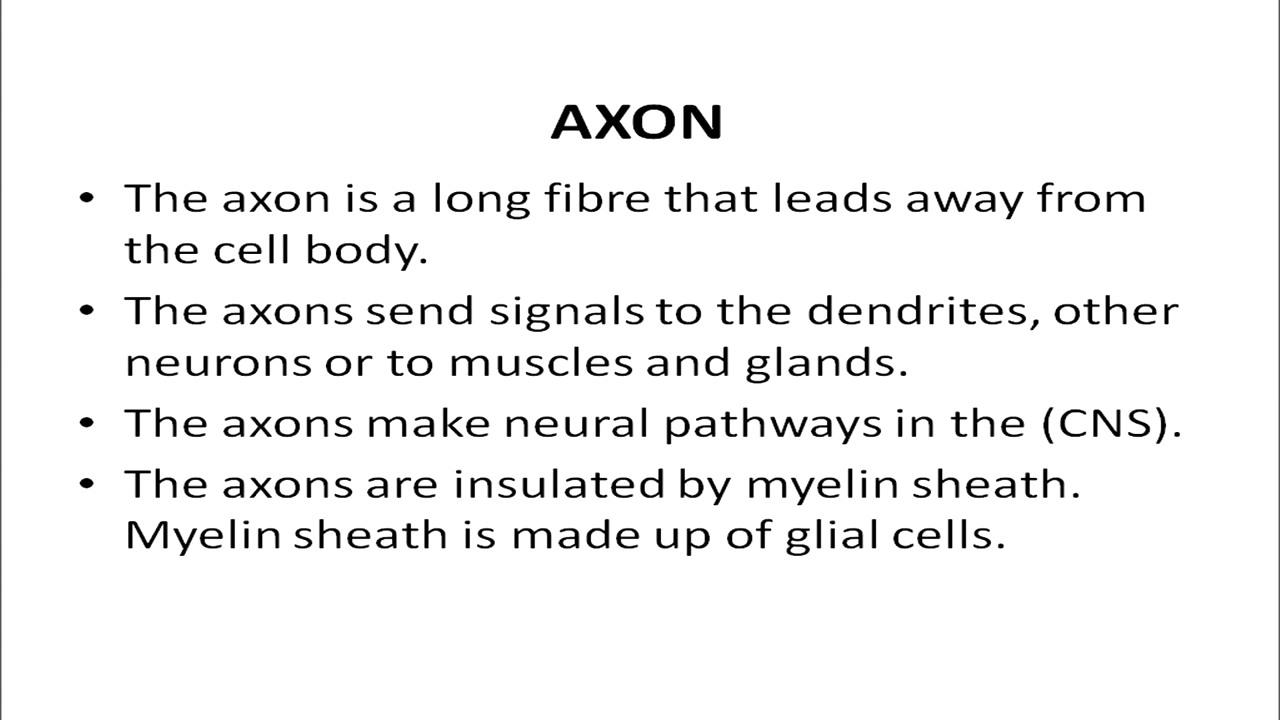 AXON
• The axon is a long fibre that leads away from
the cell body.
• The axons send signals to the dendrites, other
neurons or to muscles and glands.
• The axons make neural pathways in the (CNS).
• The axons are insulated by myelin sheath.
Myelin sheath is made up of glial cells.